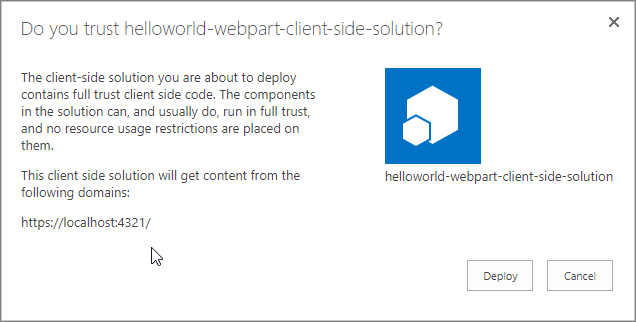 Do you trust helloworld-webpart-client-side-solution?
The client-side solution you are about to deploy
contains full trust client side code. The components
in the solution can, and usually do, run in full trust,
and no resource usage restrictions are placed on
them.
This client side solution will get content from the
following domains:
https://localhost:4321/
helloworld-webpart-client-side-solution
Deploy
Cancel